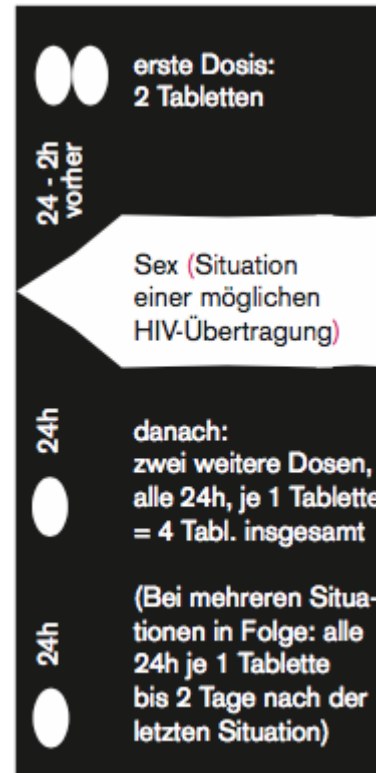 erste Dosis:
2 Tabletten
24 - 2h
vorher
Sex (Situation
einer möglichen
HIV-Übertragung)
24h
danach:
zwei weitere Dosen,
alle 24h, je 1 Tablette
= 4 Tabl. insgesamt
24h
(Bei mehreren Situa-
tionen in Folge: alle
24h je 1 Tablette
bis 2 Tage nach der
letzten Situation)